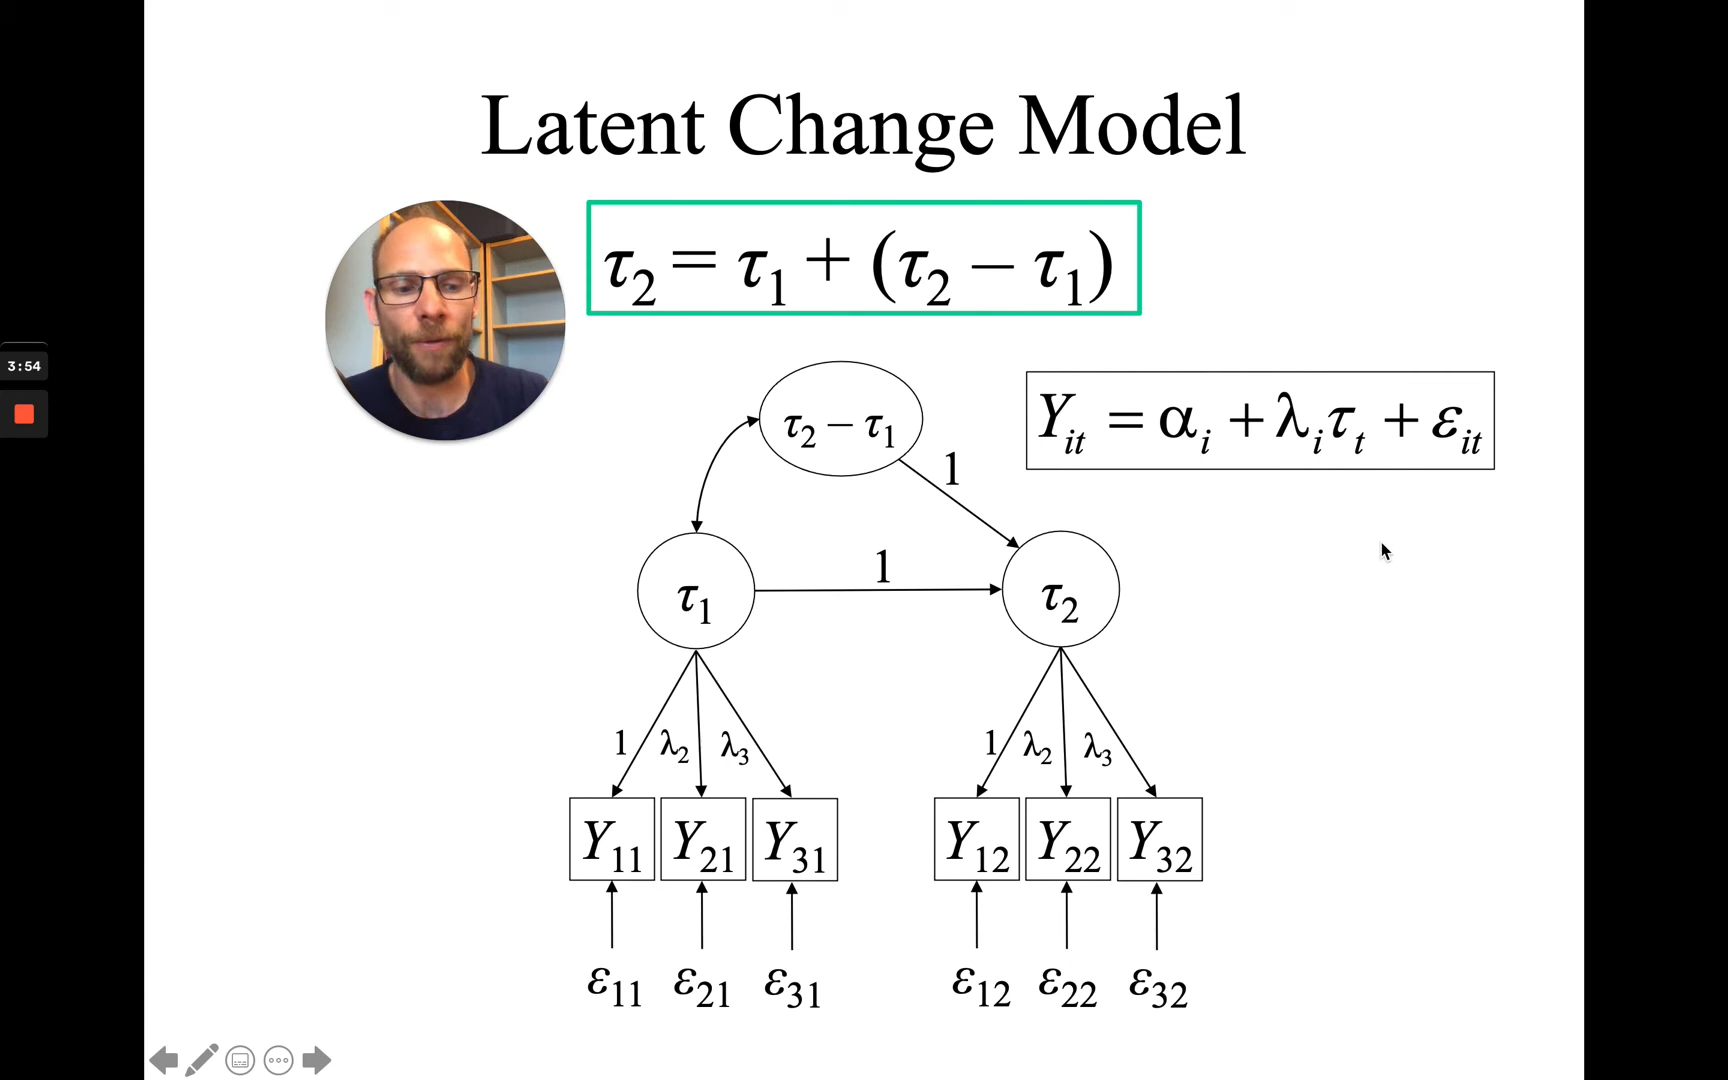 Latent Change Model
τ₂ = τ₁ + (τ₂ − τ₁)
3:54
τ₂ − τ₁
Y_it = α_i + λ_i τ_t + ε_it
1
1
τ₁
τ₂
1 λ₂ λ₃ 1 λ₂ λ₃
Y₁₁ Y₂₁ Y₃₁ Y₁₂ Y₂₂ Y₃₂
ε₁₁ ε₂₁ ε₃₁ ε₁₂ ε₂₂ ε₃₂